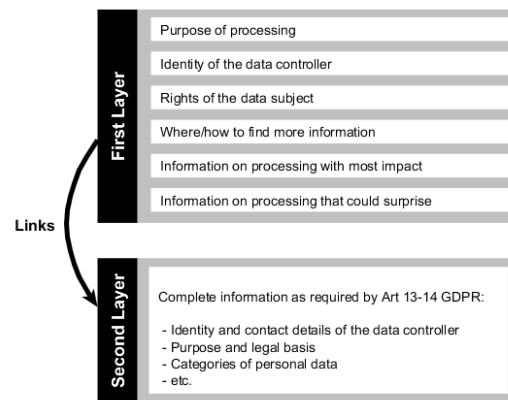 First Layer
Purpose of processing
Identity of the data controller
Rights of the data subject
Where/how to find more information
Information on processing with most impact
Information on processing that could surprise
Links
Second Layer
Complete information as required by Art 13-14 GDPR:
- Identity and contact details of the data controller
- Purpose and legal basis
- Categories of personal data
- etc.